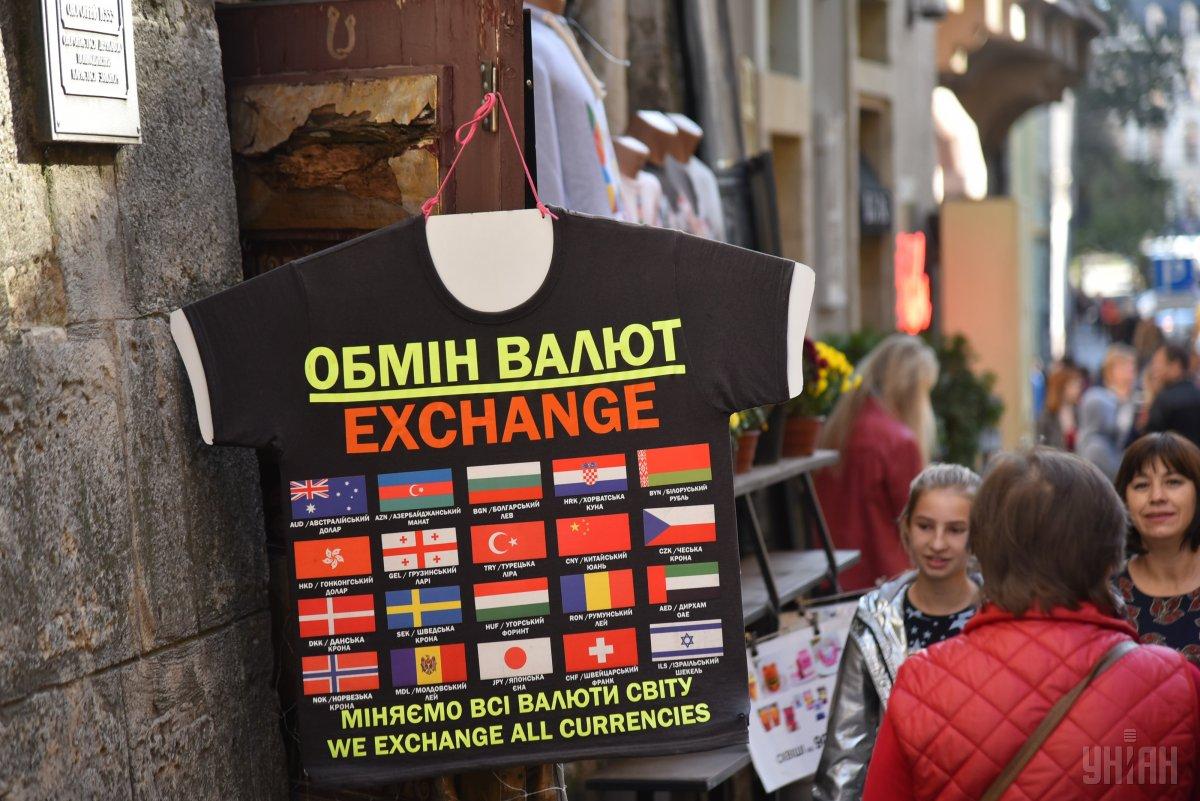 ОБМІН ВАЛЮТ
EXCHANGE
AUD / АВСТРАЛІЙСЬКИЙ ДОЛАР
AZN / АЗЕРБАЙДЖАНСЬКИЙ МАНАТ
BGN / БОЛГАРСЬКИЙ ЛЕВ
HRK / ХОРВАТСЬКА КУНА
BYN / БІЛОРУСЬКИЙ РУБЛЬ
HKD / ГОНКОНГСЬКИЙ ДОЛАР
GEL / ГРУЗИНСЬКИЙ ЛАРІ
TRY / ТУРЕЦЬКА ЛІРА
CNY / КИТАЙСЬКИЙ ЮАНЬ
CZK / ЧЕСЬКА КРОНА
DKK / ДАНСЬКА КРОНА
SEK / ШВЕДСЬКА КРОНА
HUF / УГОРСЬКИЙ ФОРИНТ
RON / РУМУНСЬКИЙ ЛЕЙ
AED / ДИРХАМ ОАЕ
NOK / НОРВЕЗЬКА КРОНА
MDL / МОЛДОВСЬКИЙ ЛЕЙ
JPY / ЯПОНСЬКА ЄНА
CHF / ШВЕЙЦАРСЬКИЙ ФРАНК
ILS / ІЗРАЇЛЬСЬКИЙ ШЕКЕЛЬ
МІНЯЄМО ВСІ ВАЛЮТИ СВІТУ
WE EXCHANGE ALL CURRENCIES
УНІАН